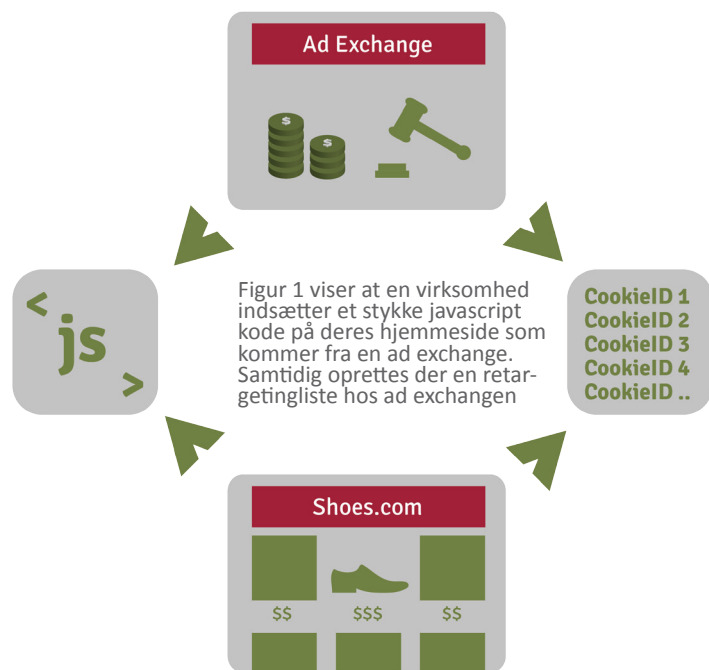 Ad Exchange
$ $
< js >
Figur 1 viser at en virksomhed
indsætter et stykke javascript
kode på deres hjemmeside som
kommer fra en ad exchange.
Samtidig oprettes der en retar-
getingliste hos ad exchangen
CookieID 1
CookieID 2
CookieID 3
CookieID 4
CookieID ..
Shoes.com
$$ $$$ $$